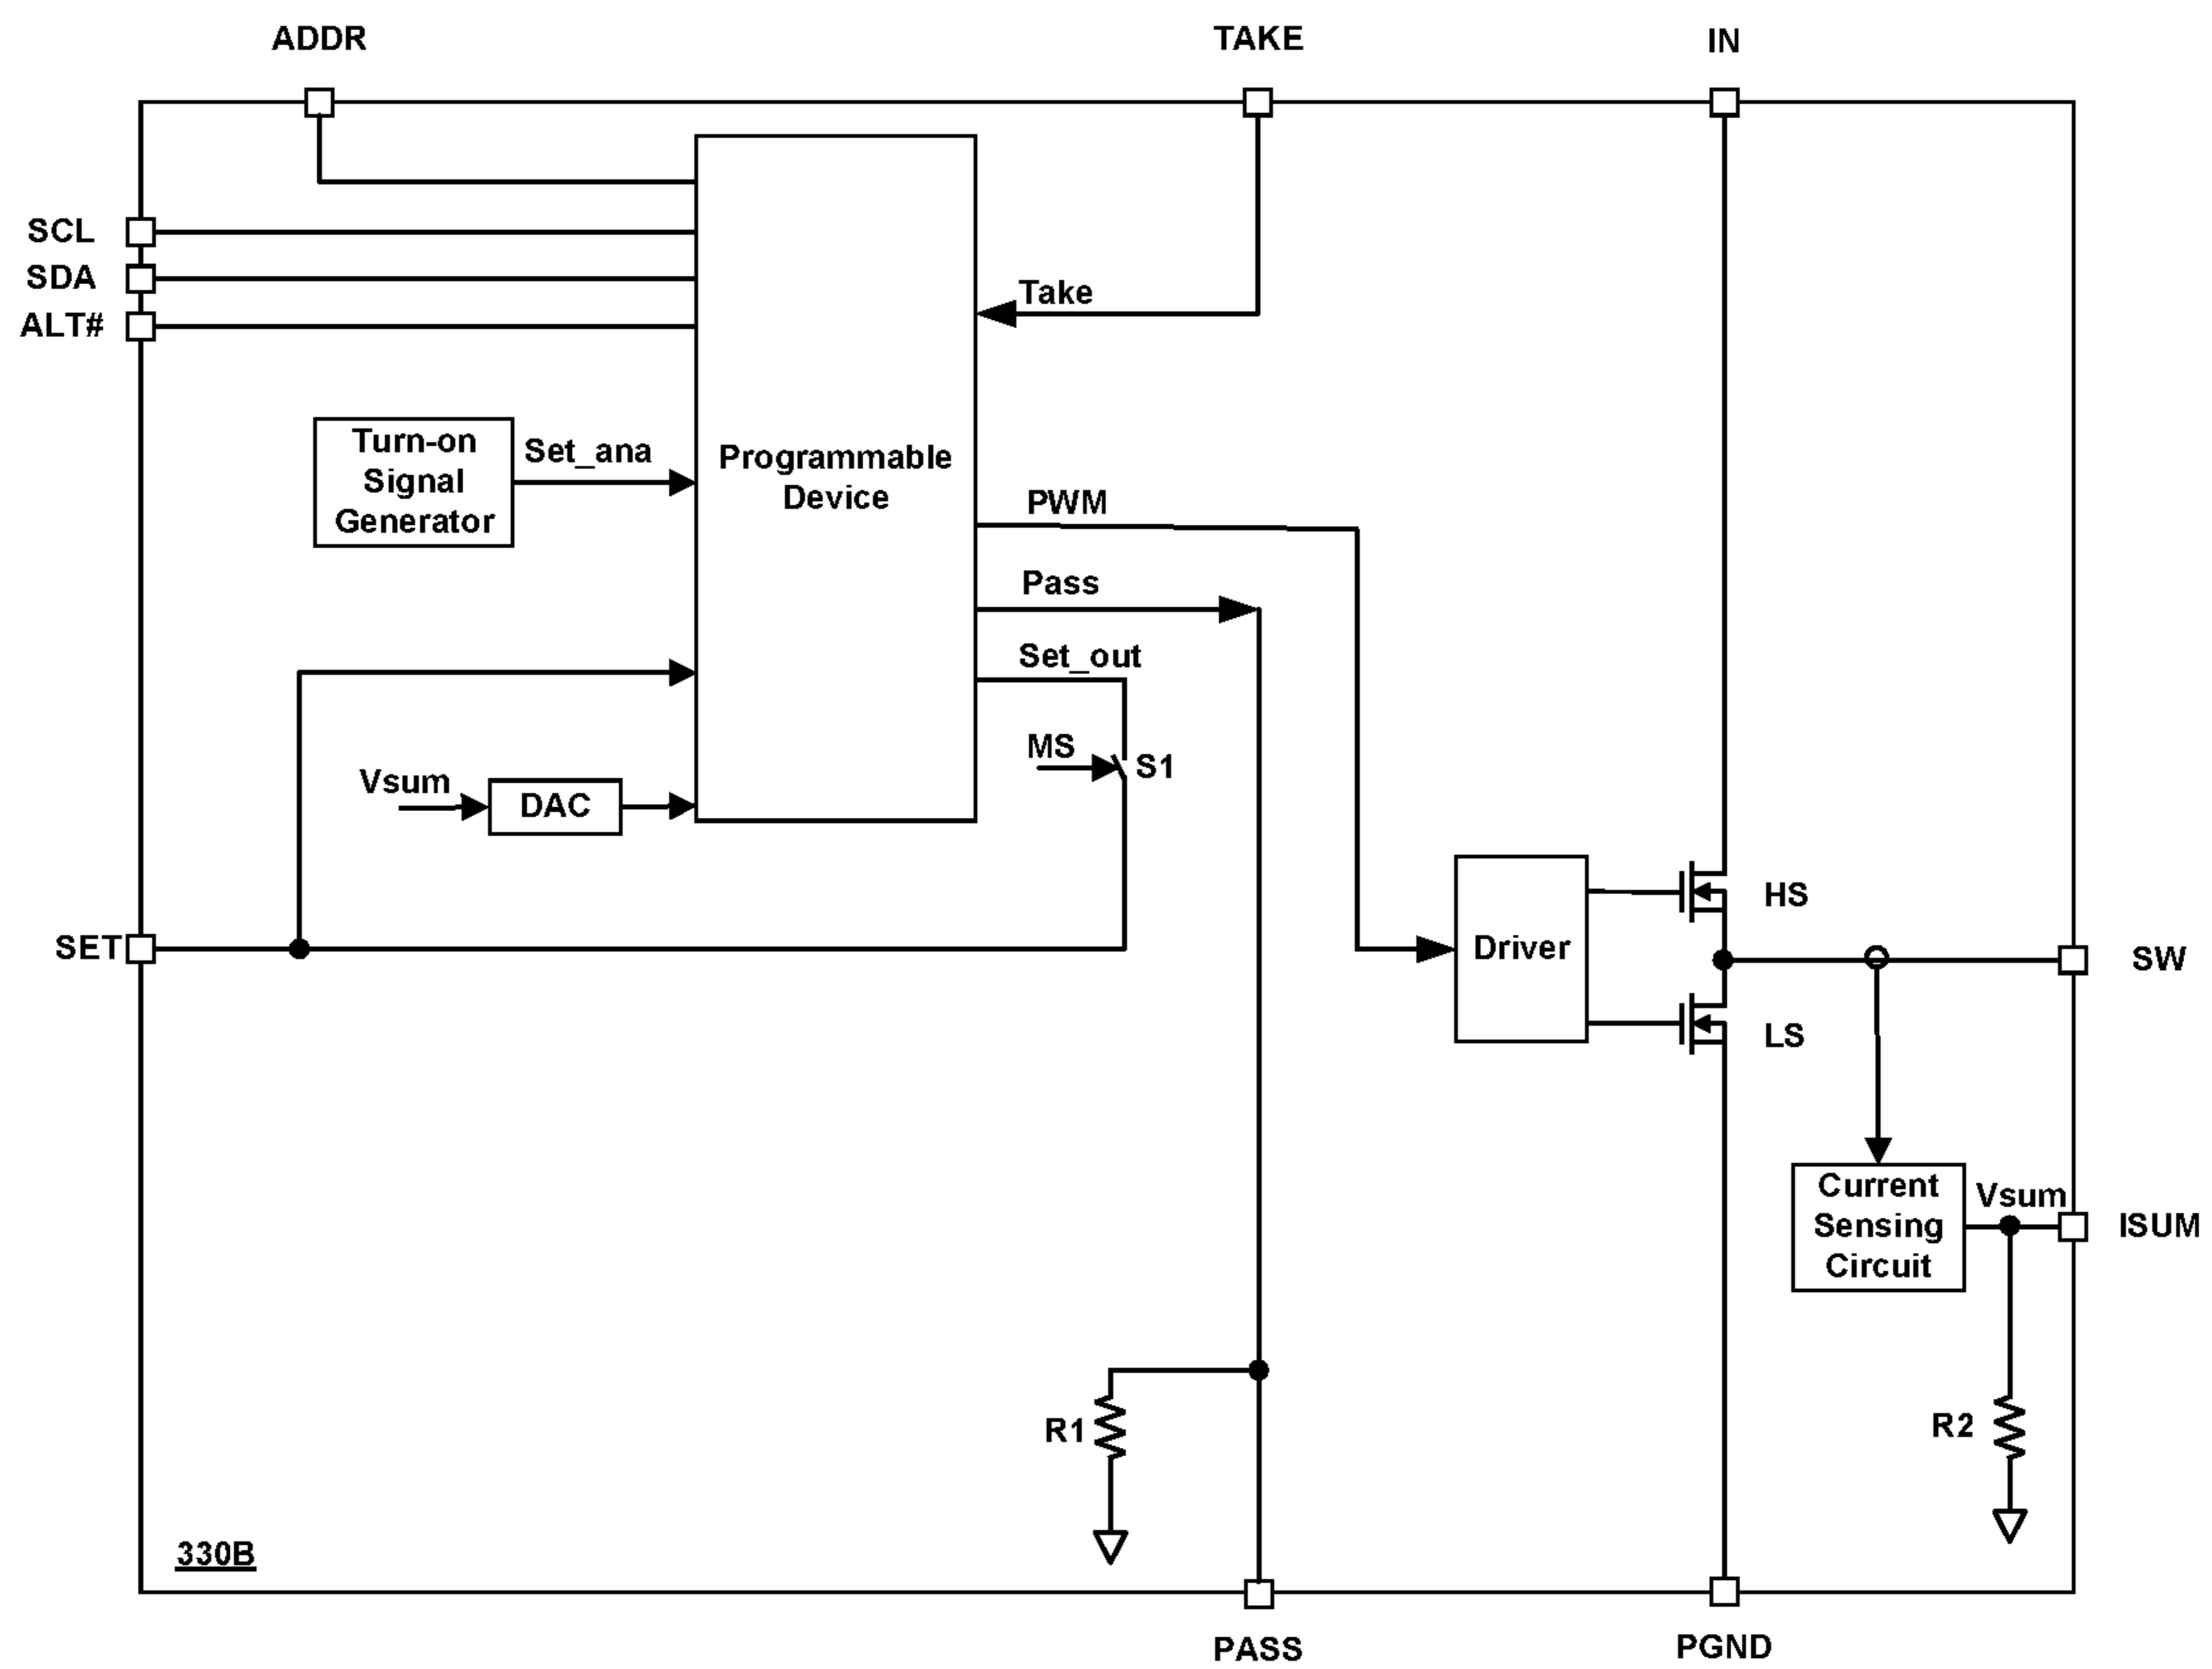 ADDR
TAKE
IN
SCL
SDA
ALT#
Take
Turn-on
Signal
Generator
Set_ana
Programmable
Device
PWM
Pass
Set_out
MS
S1
Vsum
DAC
SET
Driver
HS
LS
SW
Current
Sensing
Circuit
Vsum
ISUM
R1
R2
330B
PASS
PGND